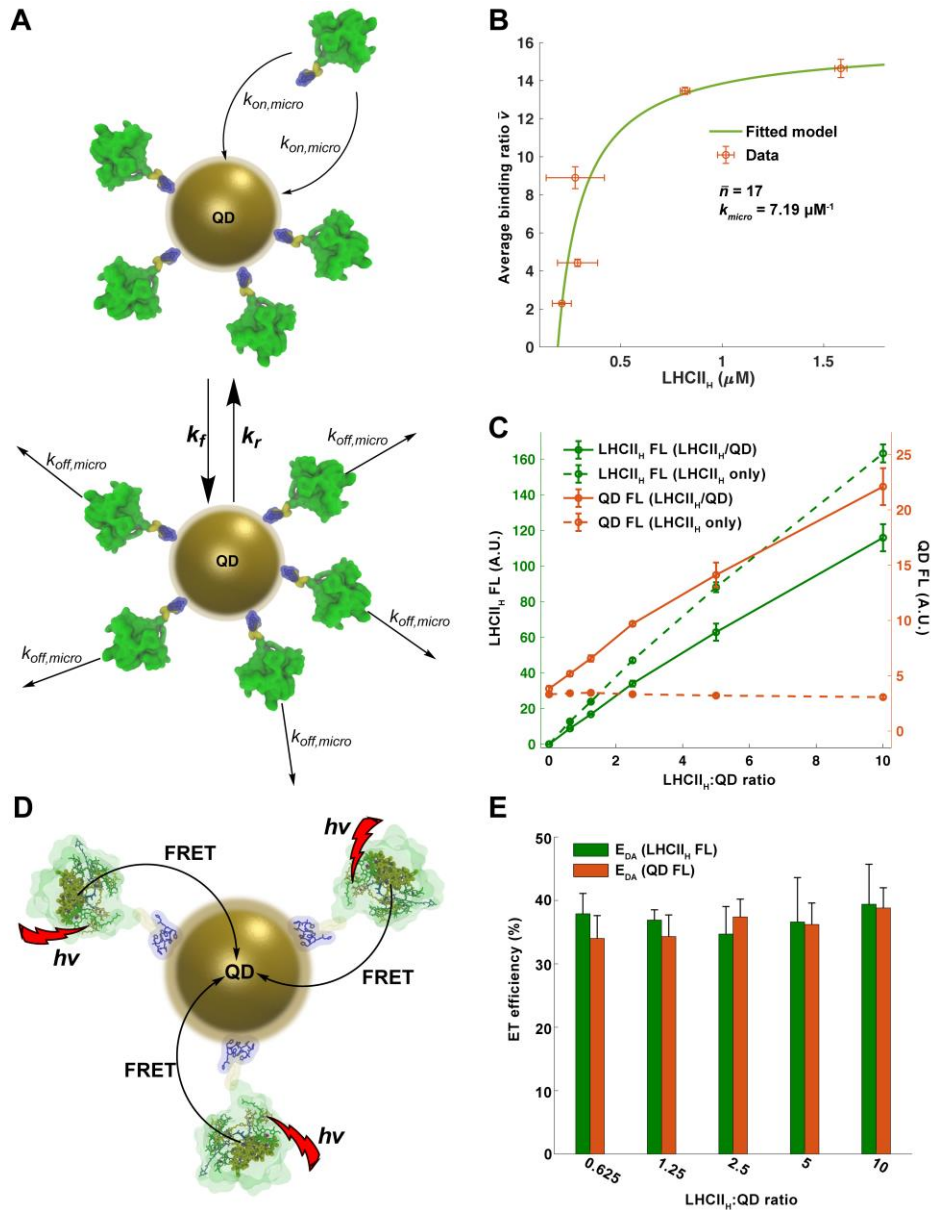 A
k_on,micro
k_on,micro
QD
k_f
k_r
k_off,micro
k_off,micro
QD
k_off,micro
k_off,micro
k_off,micro
B
16
14
12
10
8
6
4
2
0
Average binding ratio v̄
Fitted model
Data
n̄ = 17
k_micro = 7.19 µM⁻¹
0.5
1
1.5
LHCII_H (µM)
C
LHCII_H FL (LHCII_H/QD)
LHCII_H FL (LHCII_H only)
QD FL (LHCII_H/QD)
QD FL (LHCII_H only)
160
140
120
100
80
60
40
20
0
LHCII_H FL (A.U.)
25
20
15
10
5
0
QD FL (A.U.)
0 2 4 6 8 10
LHCII_H:QD ratio
D
hv
hv
FRET
QD
hv
FRET
FRET
hv
E
E_DA (LHCII_H FL)
E_DA (QD FL)
50
40
30
20
10
0
ET efficiency (%)
0.625 1.25 2.5 5 10
LHCII_H:QD ratio